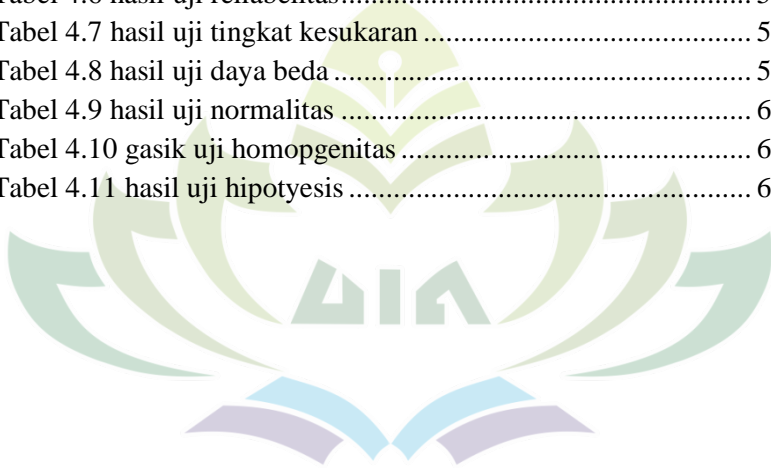 Tabel 4.7 hasil uji tingkat kesukaran ........................................... 5
Tabel 4.8 hasil uji daya beda ........................................................ 5
Tabel 4.9 hasil uji normalitas ....................................................... 6
Tabel 4.10 gasik uji homopgenitas .............................................. 6
Tabel 4.11 hasil uji hipotyesis ...................................................... 6
UIN